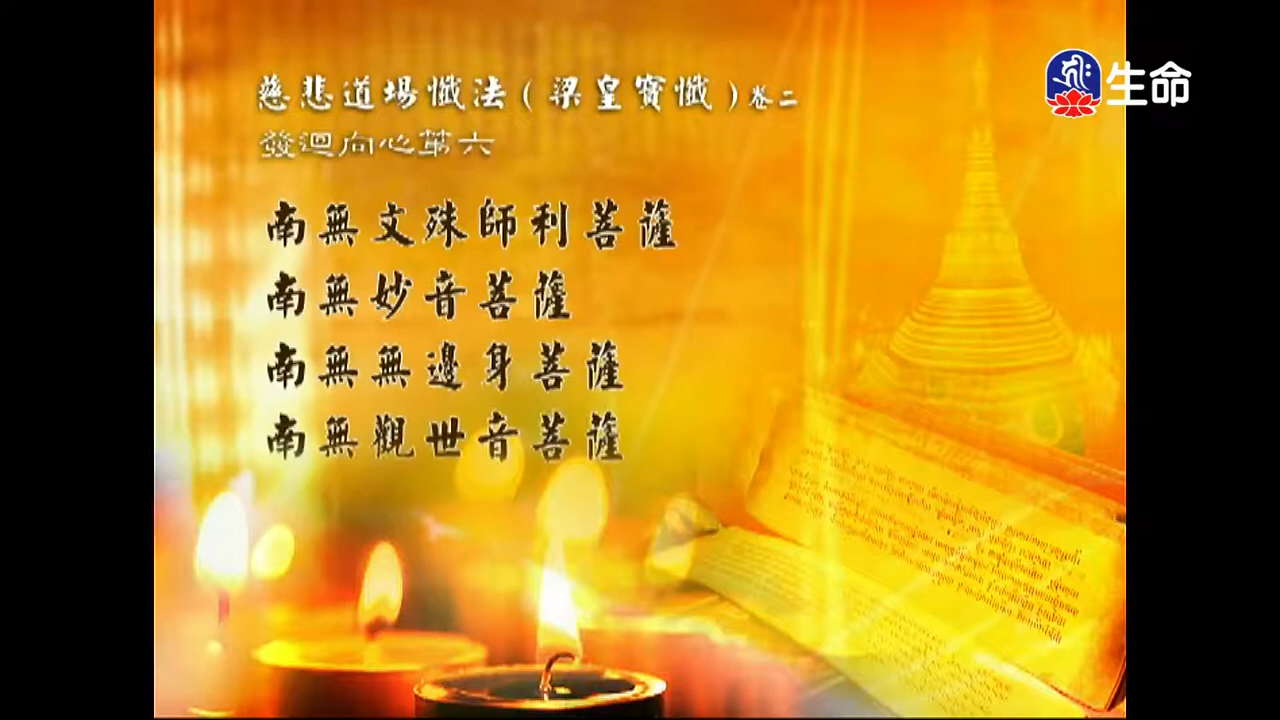 慈悲道場懺法(梁皇寶懺)卷二
發迴向心第六
南無文殊師利菩薩
南無妙音菩薩
南無無邊身菩薩
南無觀世音菩薩
生命